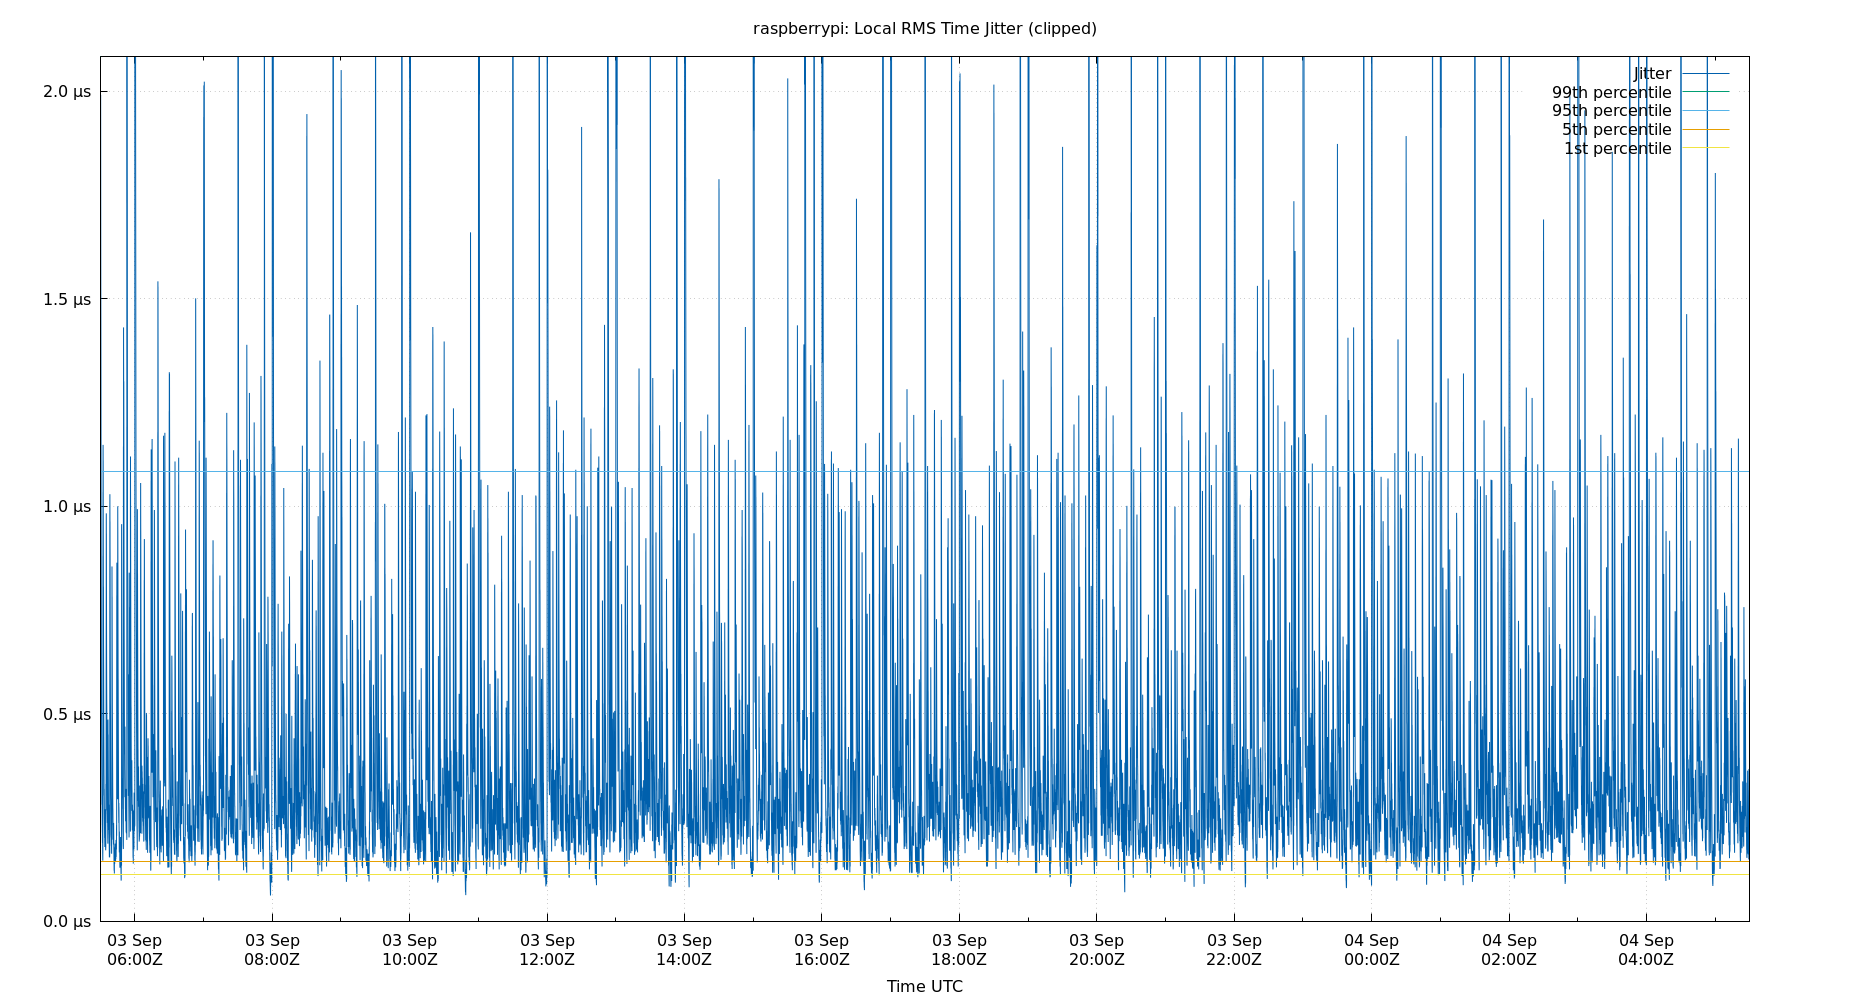 raspberrypi: Local RMS Time Jitter (clipped)
Jitter
99th percentile
95th percentile
5th percentile
1st percentile
2.0 µs
1.5 µs
1.0 µs
0.5 µs
0.0 µs
03 Sep 03 Sep 03 Sep 03 Sep 03 Sep 03 Sep 03 Sep 03 Sep 03 Sep 04 Sep 04 Sep 04 Sep
06:00Z 08:00Z 10:00Z 12:00Z 14:00Z 16:00Z 18:00Z 20:00Z 22:00Z 00:00Z 02:00Z 04:00Z
Time UTC